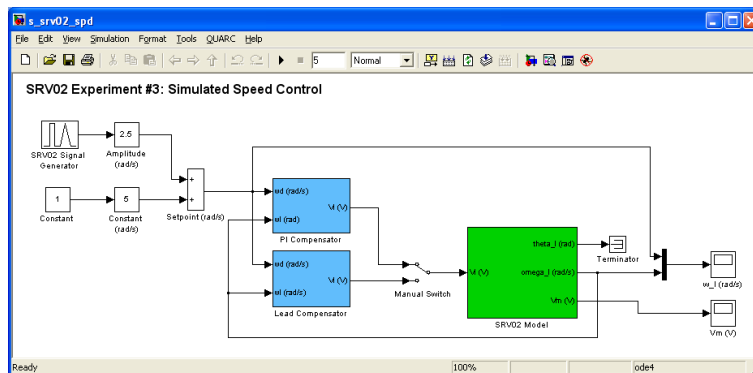 s_srv02_spd
File Edit View Simulation Format Tools QUARC Help
5
Normal
SRV02 Experiment #3: Simulated Speed Control
SRV02 Signal
Generator
2.5
Amplitude
(rad/s)
1
Constant
5
Constant
(rad/s)
+
+
Setpoint (rad/s)
wd (rad/s)
wl (rad)
Vl (V)
PI Compensator
wd (rad/s)
wl (rad/s)
Vl (V)
Lead Compensator
Manual Switch
Vl (V)
theta_l (rad)
omega_l (rad/s)
Vm (V)
SRV02 Model
Terminator
w_l (rad/s)
Vm (V)
Ready
100%
ode4